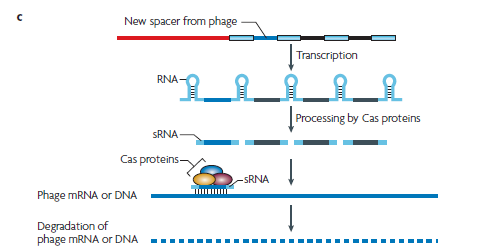 c
New spacer from phage
Transcription
RNA
Processing by Cas proteins
sRNA
Cas proteins
sRNA
Phage mRNA or DNA
Degradation of
phage mRNA or DNA